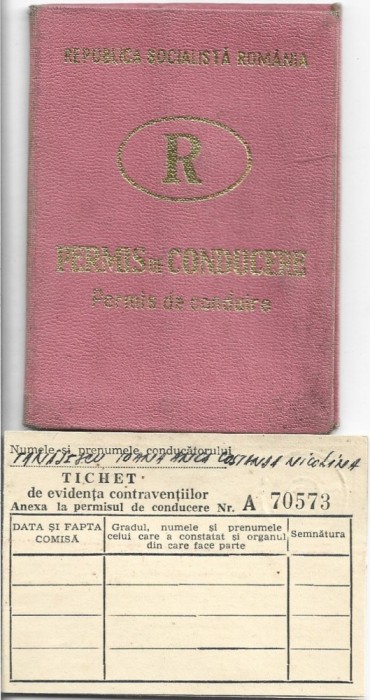 REPUBLICA SOCIALISTĂ ROMÂNIA
R
PERMIS DE CONDUCERE
Permis de conduire
Numele și prenumele conducătorului
NICOLINA
TICHET
de evidența contravențiilor
Anexa la permisul de conducere Nr. A 70573
DATA ȘI FAPTA COMISĂ
Gradul, numele și prenumele celui care a constatat și organul din care face parte
Semnătura